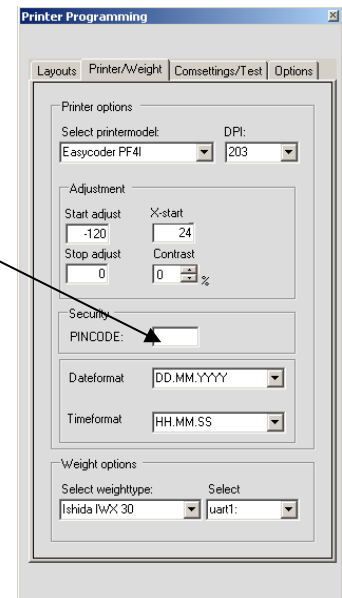 Printer Programming
Layouts Printer/Weight Comsettings/Test Options
Printer options
Select printermodel: DPI:
Easycoder PF4I 203
Adjustment
Start adjust X-start
-120 24
Stop adjust Contrast
0 0 %
Security
PINCODE:
Dateformat DD.MM.YYYY
Timeformat HH.MM.SS
Weight options
Select weighttype: Select
Ishida IWX 30 uart1: